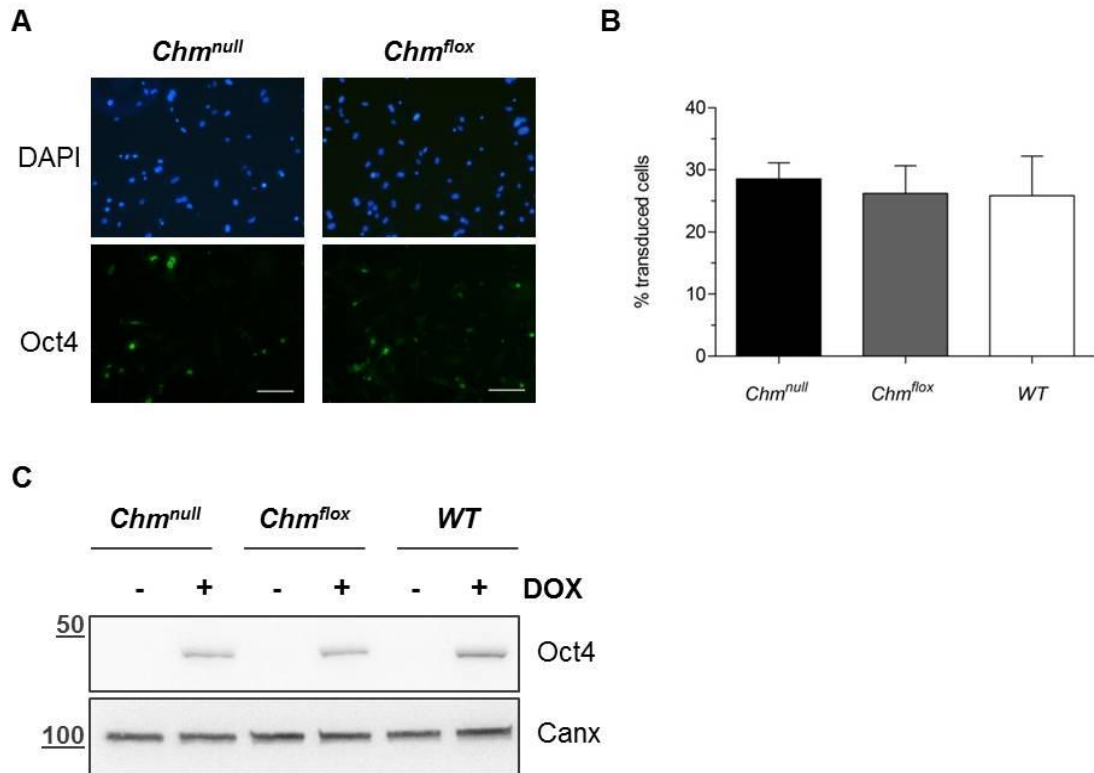 A
Chm^null Chm^flox
DAPI
Oct4
B
40
30
20
10
0
% transduced cells
Chm^null Chm^flox WT
C
Chm^null Chm^flox WT
- + - + - + DOX
50
Oct4
100
Canx